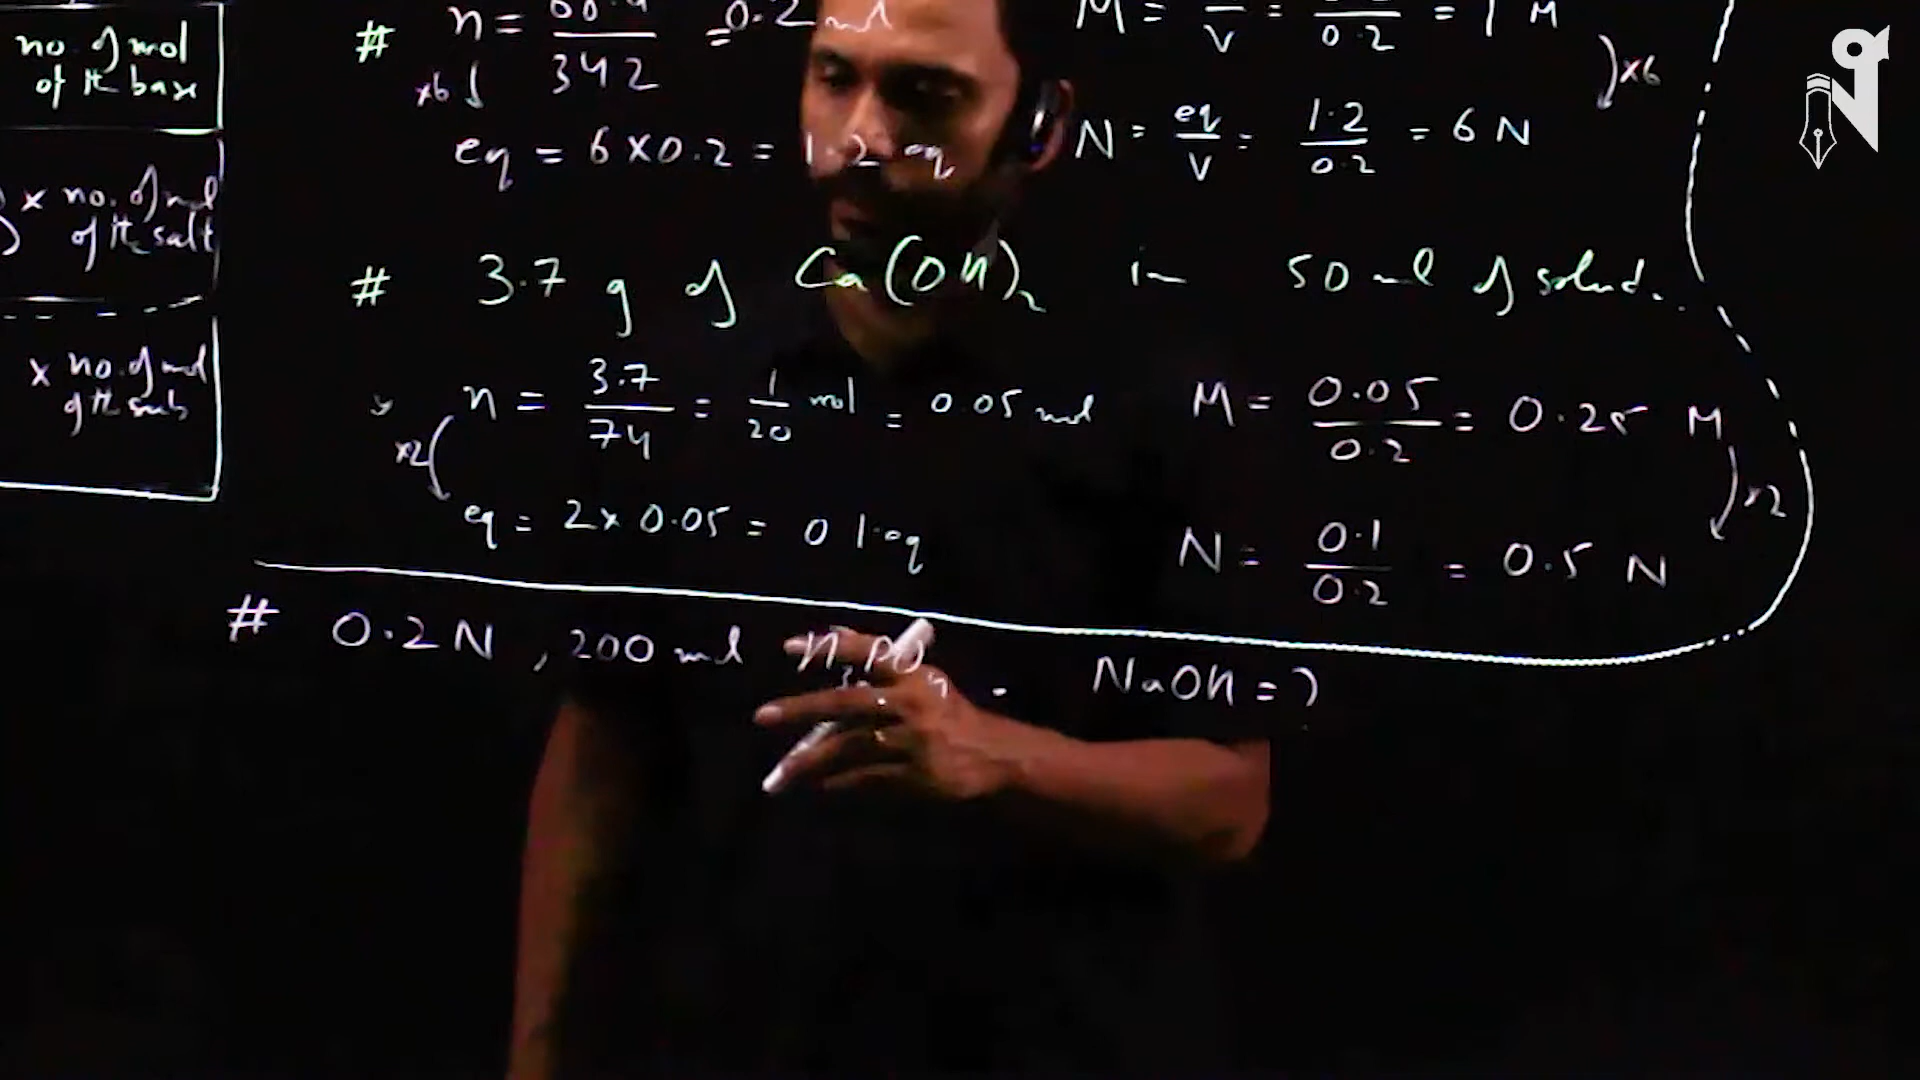 no. of mol
of the base
x no. of mol
of the salt
x no. of mol
of the sub
# n = /342 = 0.2 ml
x6 ↓
eq = 6 x 0.2 = 1.2 eq
M = /V = /0.2 = 1 M
x6
N = eq/V = 1.2/0.2 = 6 N
# 3.7 g of Ca(OH)2 in 50 ml of solut.
n = 3.7/74 = 1/20 mol = 0.05 mol
x2
eq = 2 x 0.05 = 0.1 eq
M = 0.05/0.2 = 0.25 M
x2
N = 0.1/0.2 = 0.5 N
# 0.2 N, 200 ml H3PO4 . NaOH = ?